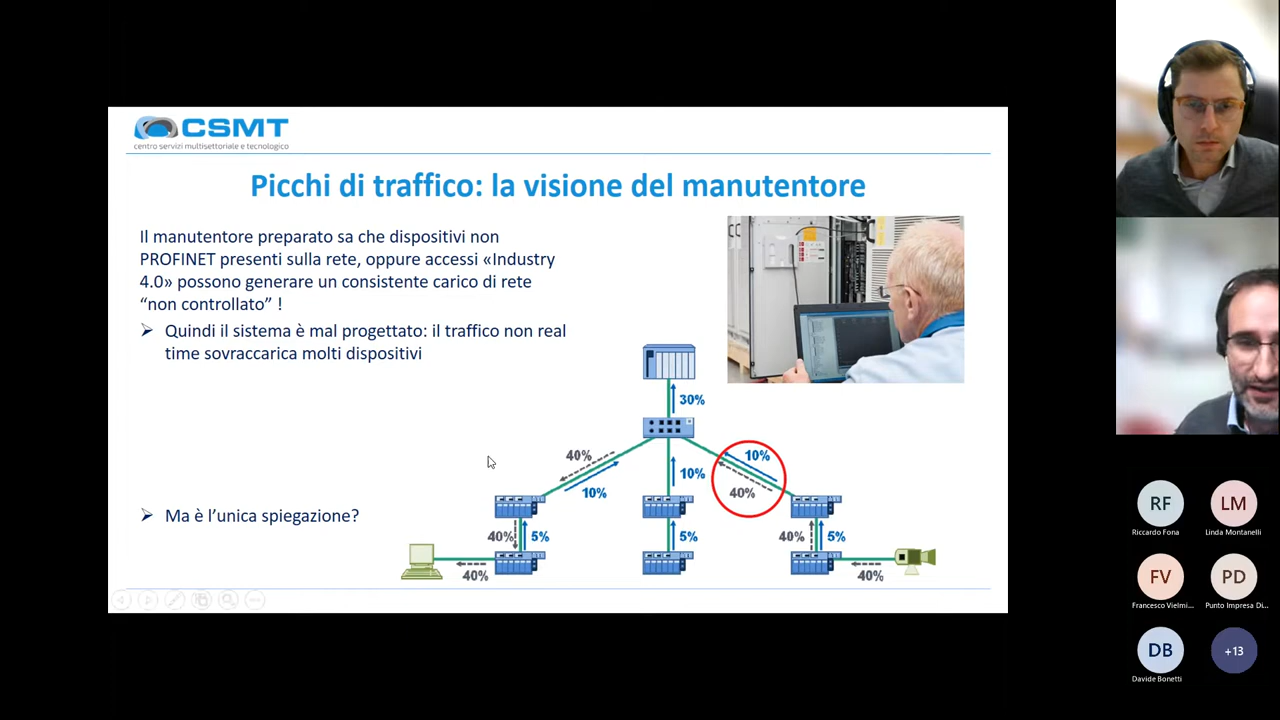 CSMT
centro servizi multisettoriale e tecnologico
Picchi di traffico: la visione del manutentore
Il manutentore preparato sa che dispositivi non
PROFINET presenti sulla rete, oppure accessi «Industry
4.0» possono generare un consistente carico di rete
“non controllato” !
Quindi il sistema è mal progettato: il traffico non real
time sovraccarica molti dispositivi
30%
40%
10%
10%
10%
40%
Ma è l’unica spiegazione?
40%
5%
5%
40%
5%
40%
40%
RF
Riccardo Fona
LM
Linda Montanelli
FV
Francesco Vielmi...
PD
Punto Impresa Di...
DB
Davide Bonetti
+13